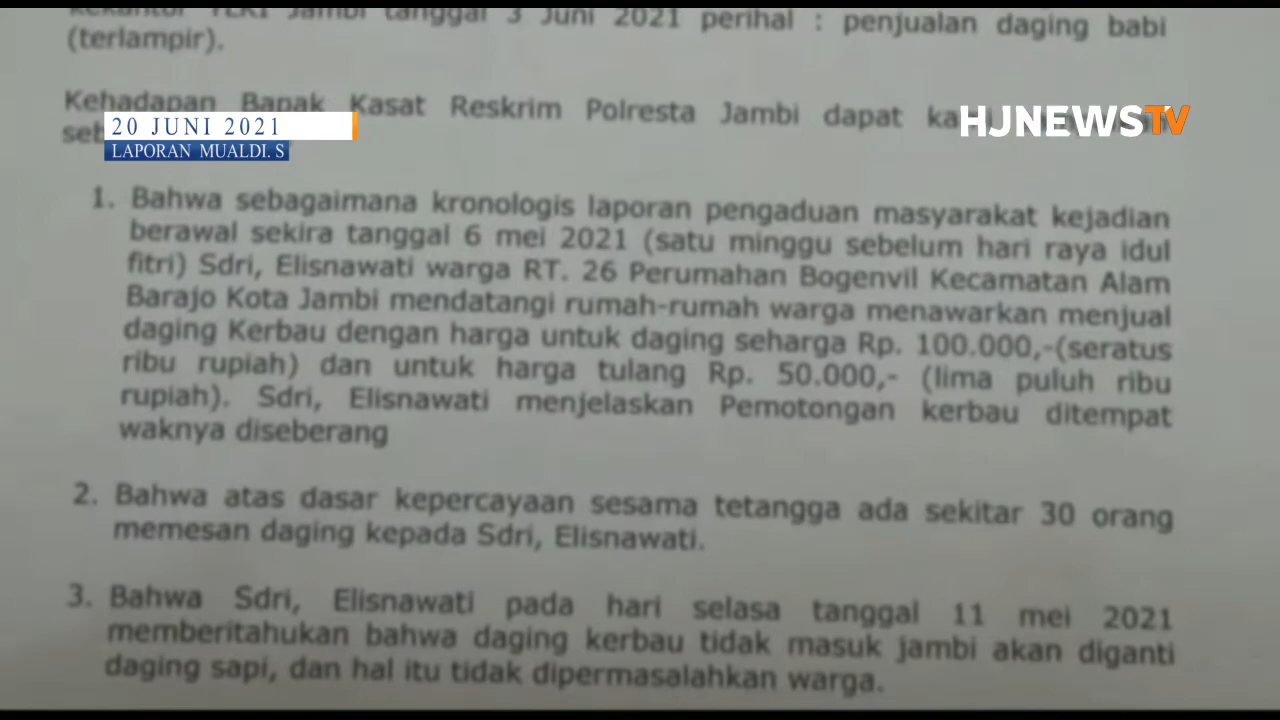 kekantor YLKI Jambi tanggal 3 Juni 2021 perihal : penjualan daging babi
(terlampir).
Kehadapan Bapak Kasat Reskrim Polresta Jambi dapat
HJNEWSTV
20 JUNI 2021
LAPORAN MUALDI. S
1. Bahwa sebagaimana kronologis laporan pengaduan masyarakat kejadian
berawal sekira tanggal 6 mei 2021 (satu minggu sebelum hari raya idul
fitri) Sdri, Elisnawati warga RT. 26 Perumahan Bogenvil Kecamatan Alam
Barajo Kota Jambi mendatangi rumah-rumah warga menawarkan menjual
daging Kerbau dengan harga untuk daging seharga Rp. 100.000,-(seratus
ribu rupiah) dan untuk harga tulang Rp. 50.000,- (lima puluh ribu
rupiah). Sdri, Elisnawati menjelaskan Pemotongan kerbau ditempat
waknya diseberang
2. Bahwa atas dasar kepercayaan sesama tetangga ada sekitar 30 orang
memesan daging kepada Sdri, Elisnawati.
3. Bahwa Sdri, Elisnawati pada hari selasa tanggal 11 mei 2021
memberitahukan bahwa daging kerbau tidak masuk jambi akan diganti
daging sapi, dan hal itu tidak dipermasalahkan warga.